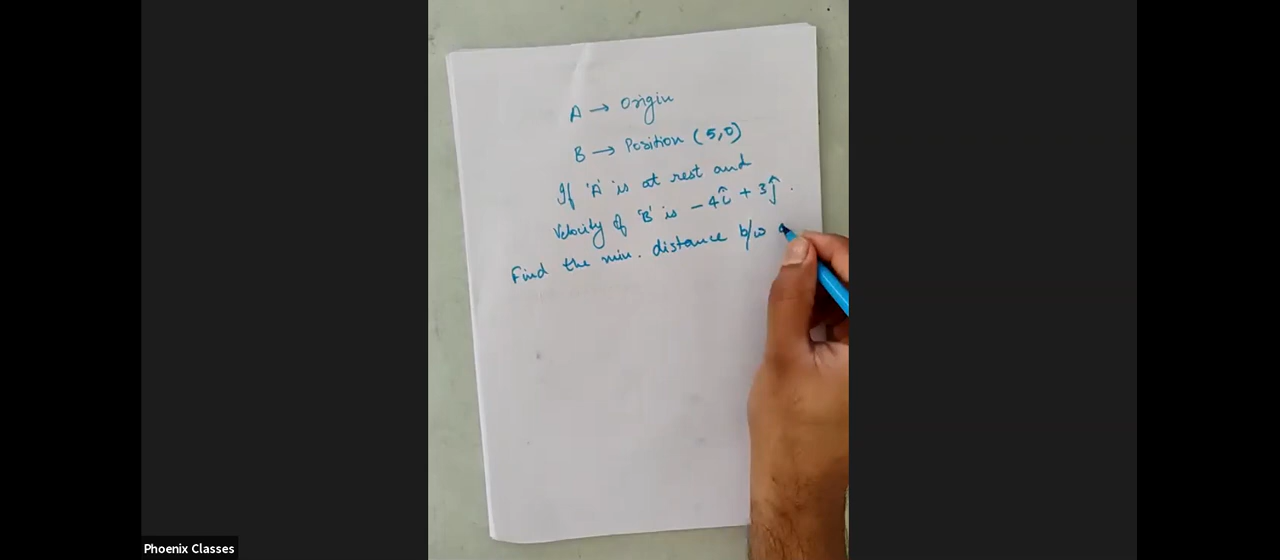 A → Origin
B → Position (5,0)
If 'A' is at rest and
Velocity of 'B' is - 4î + 3ĵ .
Find the min. distance b/w
Phoenix Classes